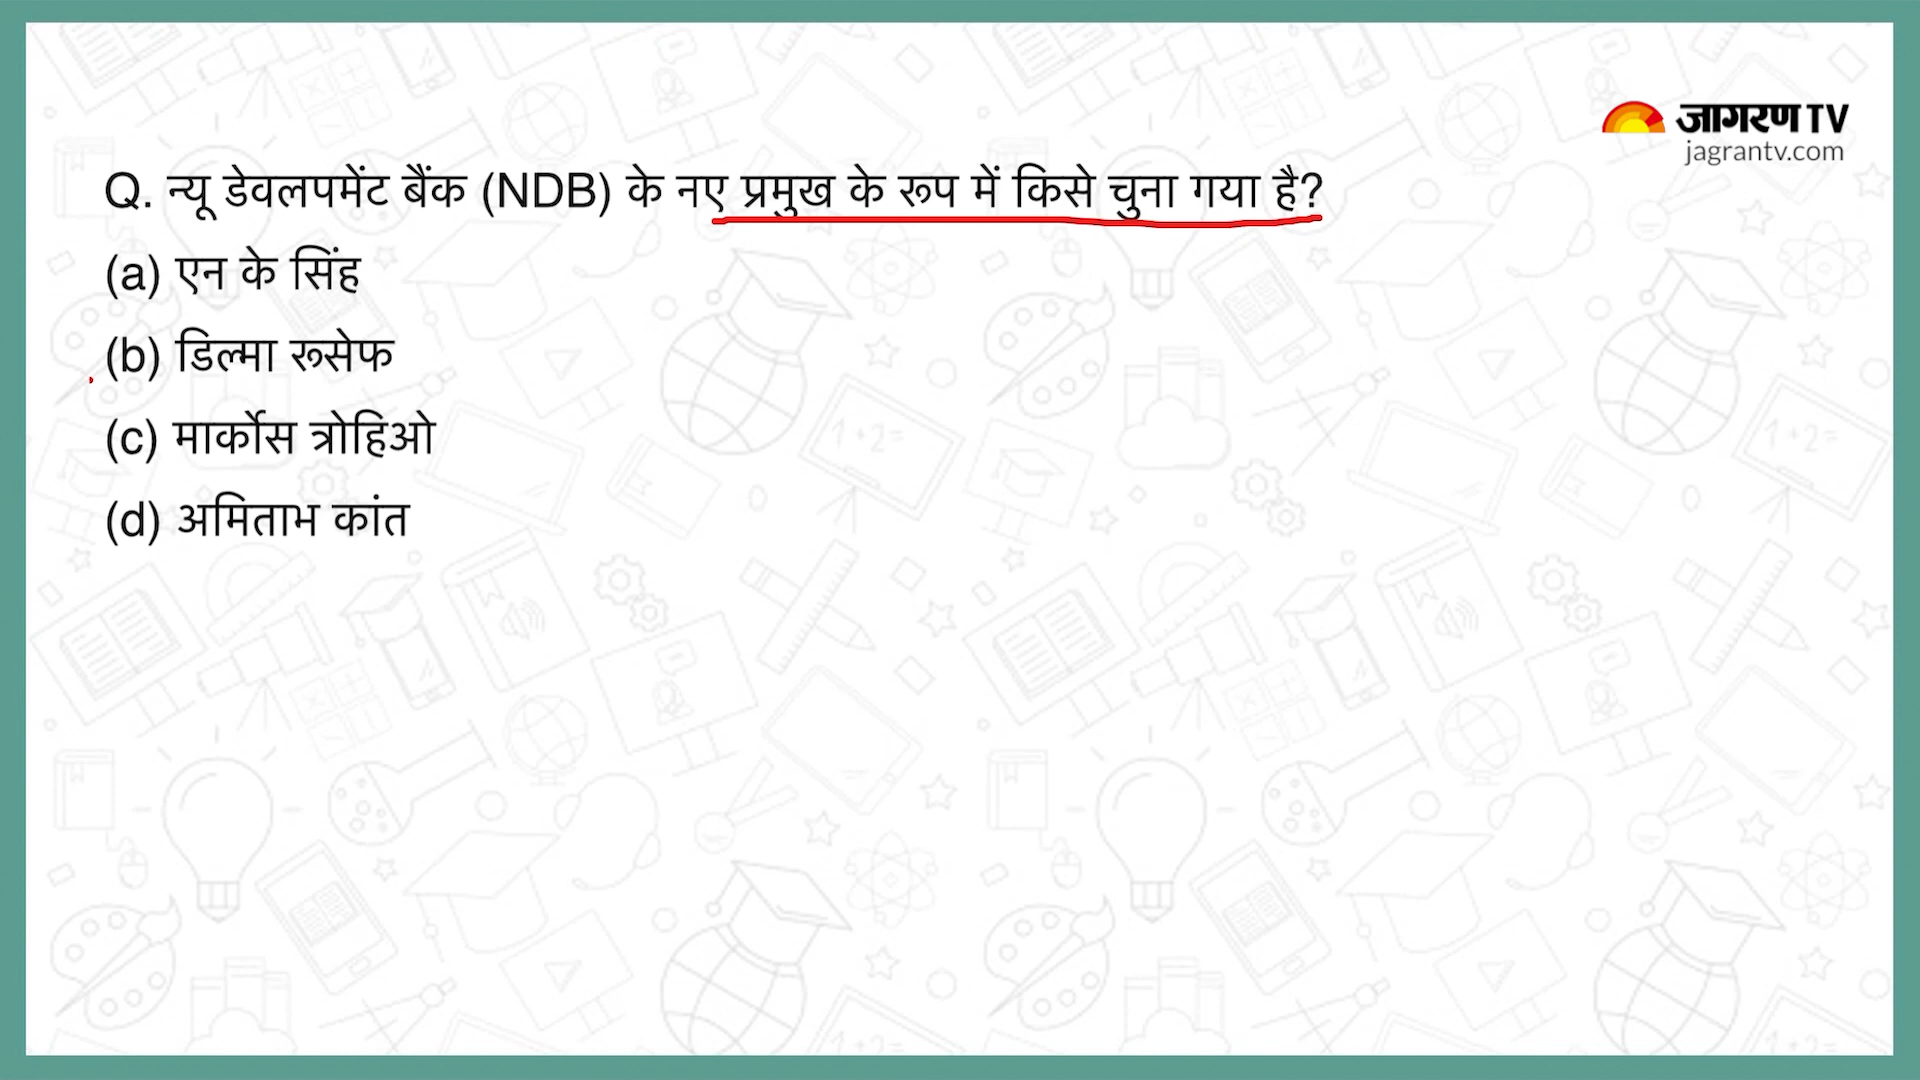 जागरण TV
jagrantv.com
Q. न्यू डेवलपमेंट बैंक (NDB) के नए प्रमुख के रूप में किसे चुना गया है?
(a) एन के सिंह
(b) डिल्मा रूसेफ
(c) मार्कोस त्रोहिओ
(d) अमिताभ कांत